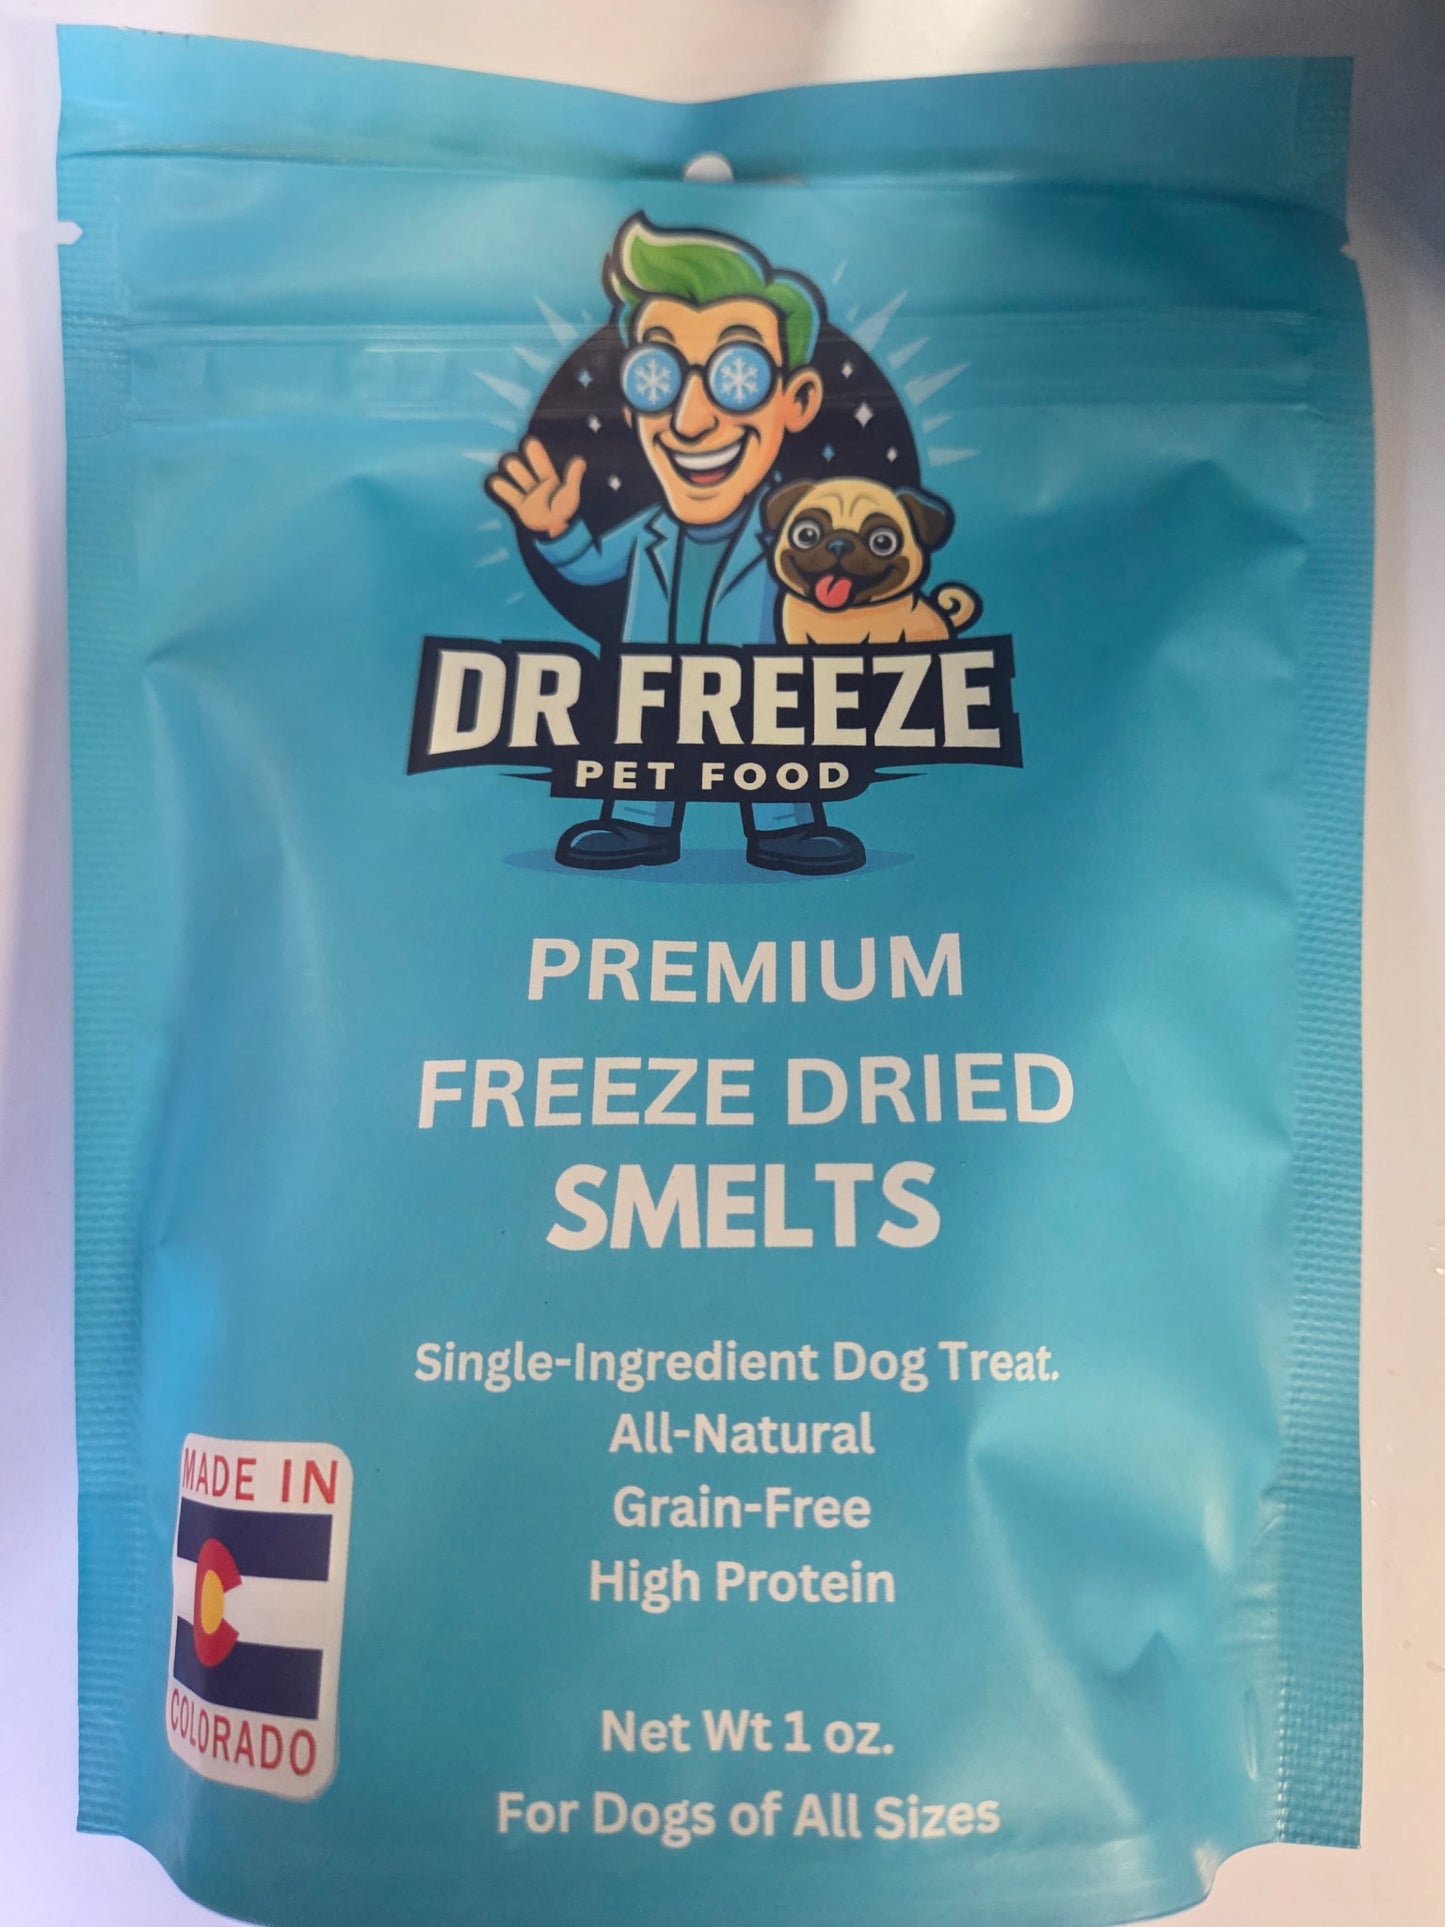 DR FREEZE
PET FOOD
PREMIUM
FREEZE DRIED
SMELTS
Single-Ingredient Dog Treat.
All-Natural
Grain-Free
High Protein
MADE IN
COLORADO
Net Wt 1 oz.
For Dogs of All Sizes